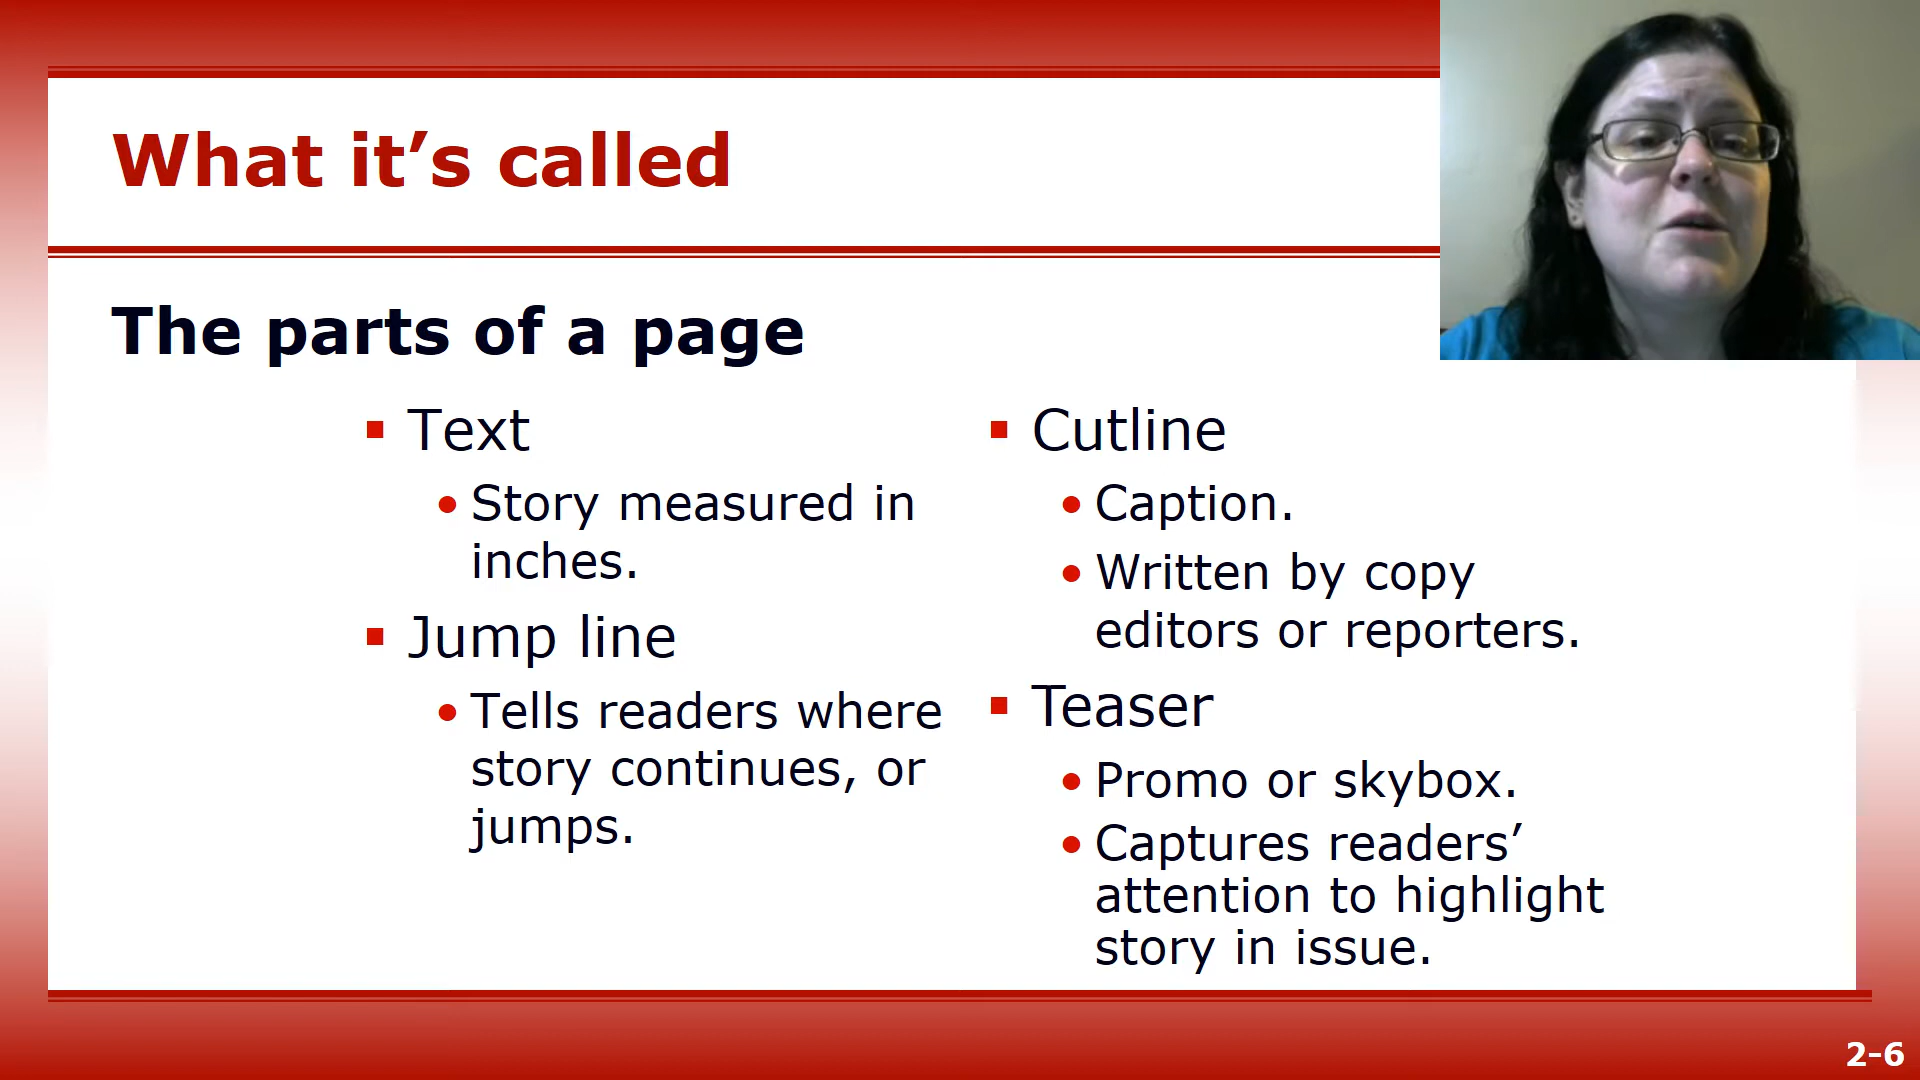 What it’s called
The parts of a page
Text
Story measured in
inches.
Jump line
Tells readers where
story continues, or
jumps.
Cutline
Caption.
Written by copy
editors or reporters.
Teaser
Promo or skybox.
Captures readers’
attention to highlight
story in issue.
2-6